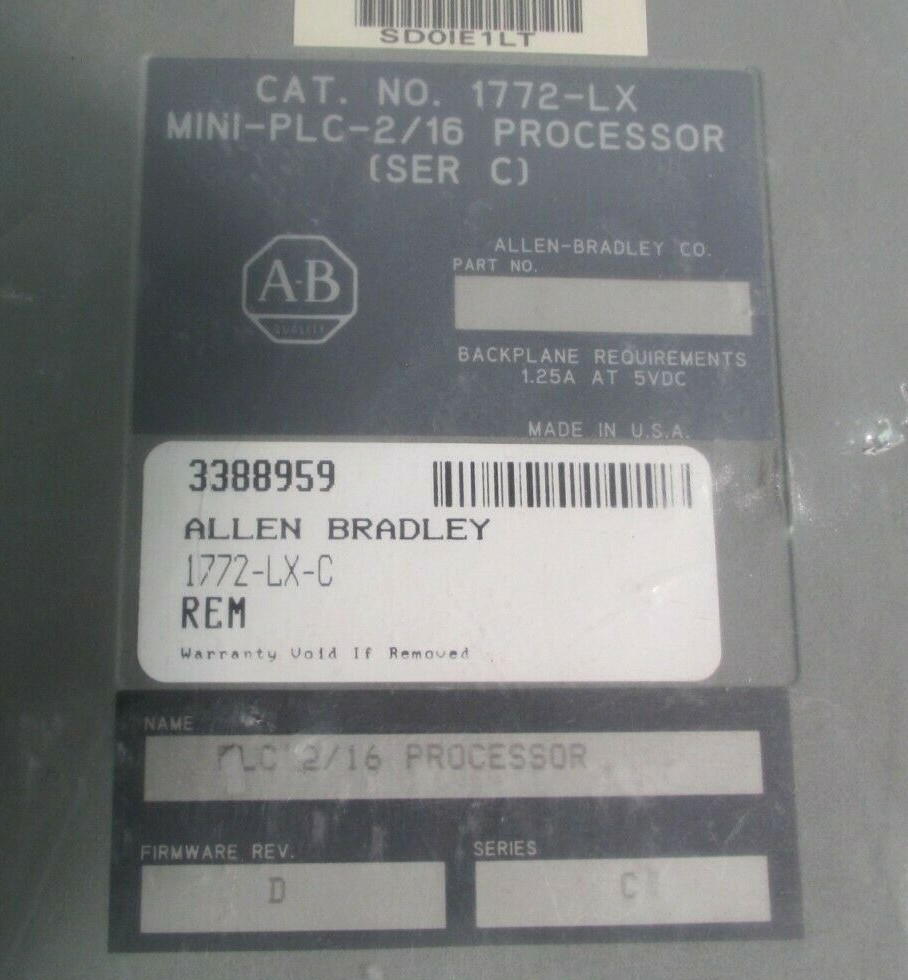 SD0IE1LT
CAT. NO. 1772-LX
MINI-PLC-2/16 PROCESSOR
(SER C)
A-B
QUALITY
ALLEN-BRADLEY CO.
PART NO.
BACKPLANE REQUIREMENTS
1.25A AT 5VDC
MADE IN U.S.A.
3388959
ALLEN BRADLEY
1772-LX-C
REM
Warranty Void If Removed
NAME
PLC 2/16 PROCESSOR
FIRMWARE REV.
D
SERIES
C